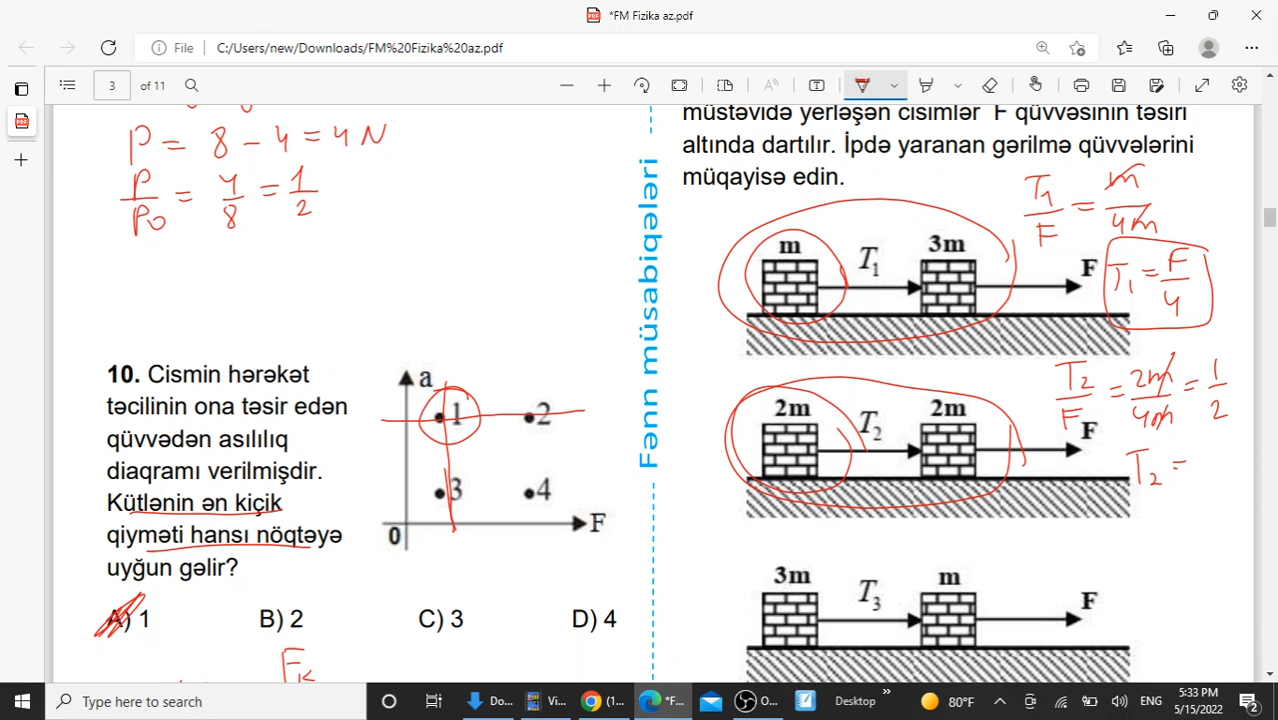 *FM Fizika az.pdf
File
C:/Users/new/Downloads/FM%20Fizika%20az.pdf
3 of 11
P = 8 - 4 = 4 N
P/P0 = 4/8 = 1/2
10. Cismin hərəkət
təcilinin ona təsir edən
qüvvədən asılılıq
diaqramı verilmişdir.
Kütlənin ən kiçik
qiyməti hansı nöqtəyə
uyğun gəlir?
a
1
2
3
4
0
F
A) 1 B) 2 C) 3 D) 4
Fk
Fənn müsabiqələri
müstəvidə yerləşən cisimlər F qüvvəsinin təsiri
altında dartılır. İpdə yaranan gərilmə qüvvələrini
müqayisə edin.
m T1 3m F
T1/F = m/4m
T1 = F/4
2m T2 2m F
T2/F = 2m/4m = 1/2
T2 =
3m T3 m F
Type here to search
Do...
Vi...
(1...
*F...
O...
Desktop
80°F
ENG
5:33 PM
5/15/2022
2